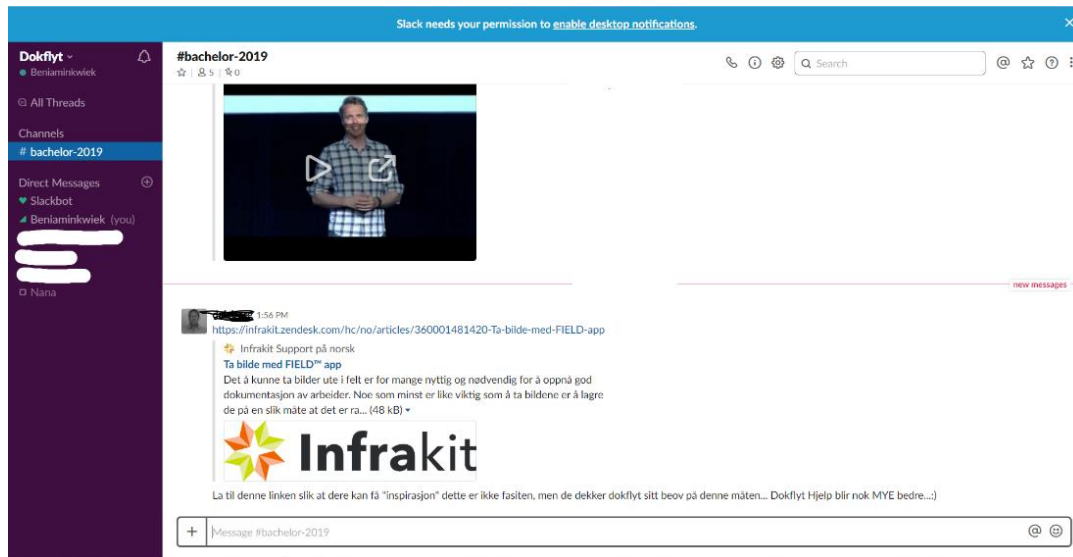 Slack needs your permission to enable desktop notifications.
Dokflyt
Beniaminkwiek
All Threads
Channels
# bachelor-2019
Direct Messages
Slackbot
Beniaminkwiek (you)
Nana
#bachelor-2019
5 | 0
Search
new messages
1:56 PM
https://infrakit.zendesk.com/hc/no/articles/360001481420-Ta-bilde-med-FIELD-app
Infrakit Support på norsk
Ta bilde med FIELD™ app
Det å kunne ta bilder ute i felt er for mange nyttig og nødvendig for å oppnå god
dokumentasjon av arbeider. Noe som minst er like viktig som å ta bildene er å lagre
de på en slik måte at det er ra... (48 kB)
Infrakit
La til denne linken slik at dere kan få "inspirasjon" dette er ikke fasiten, men de dekker dokflyt sitt beov på denne måten... Dokflyt Hjelp blir nok MYE bedre...:)
Message #bachelor-2019